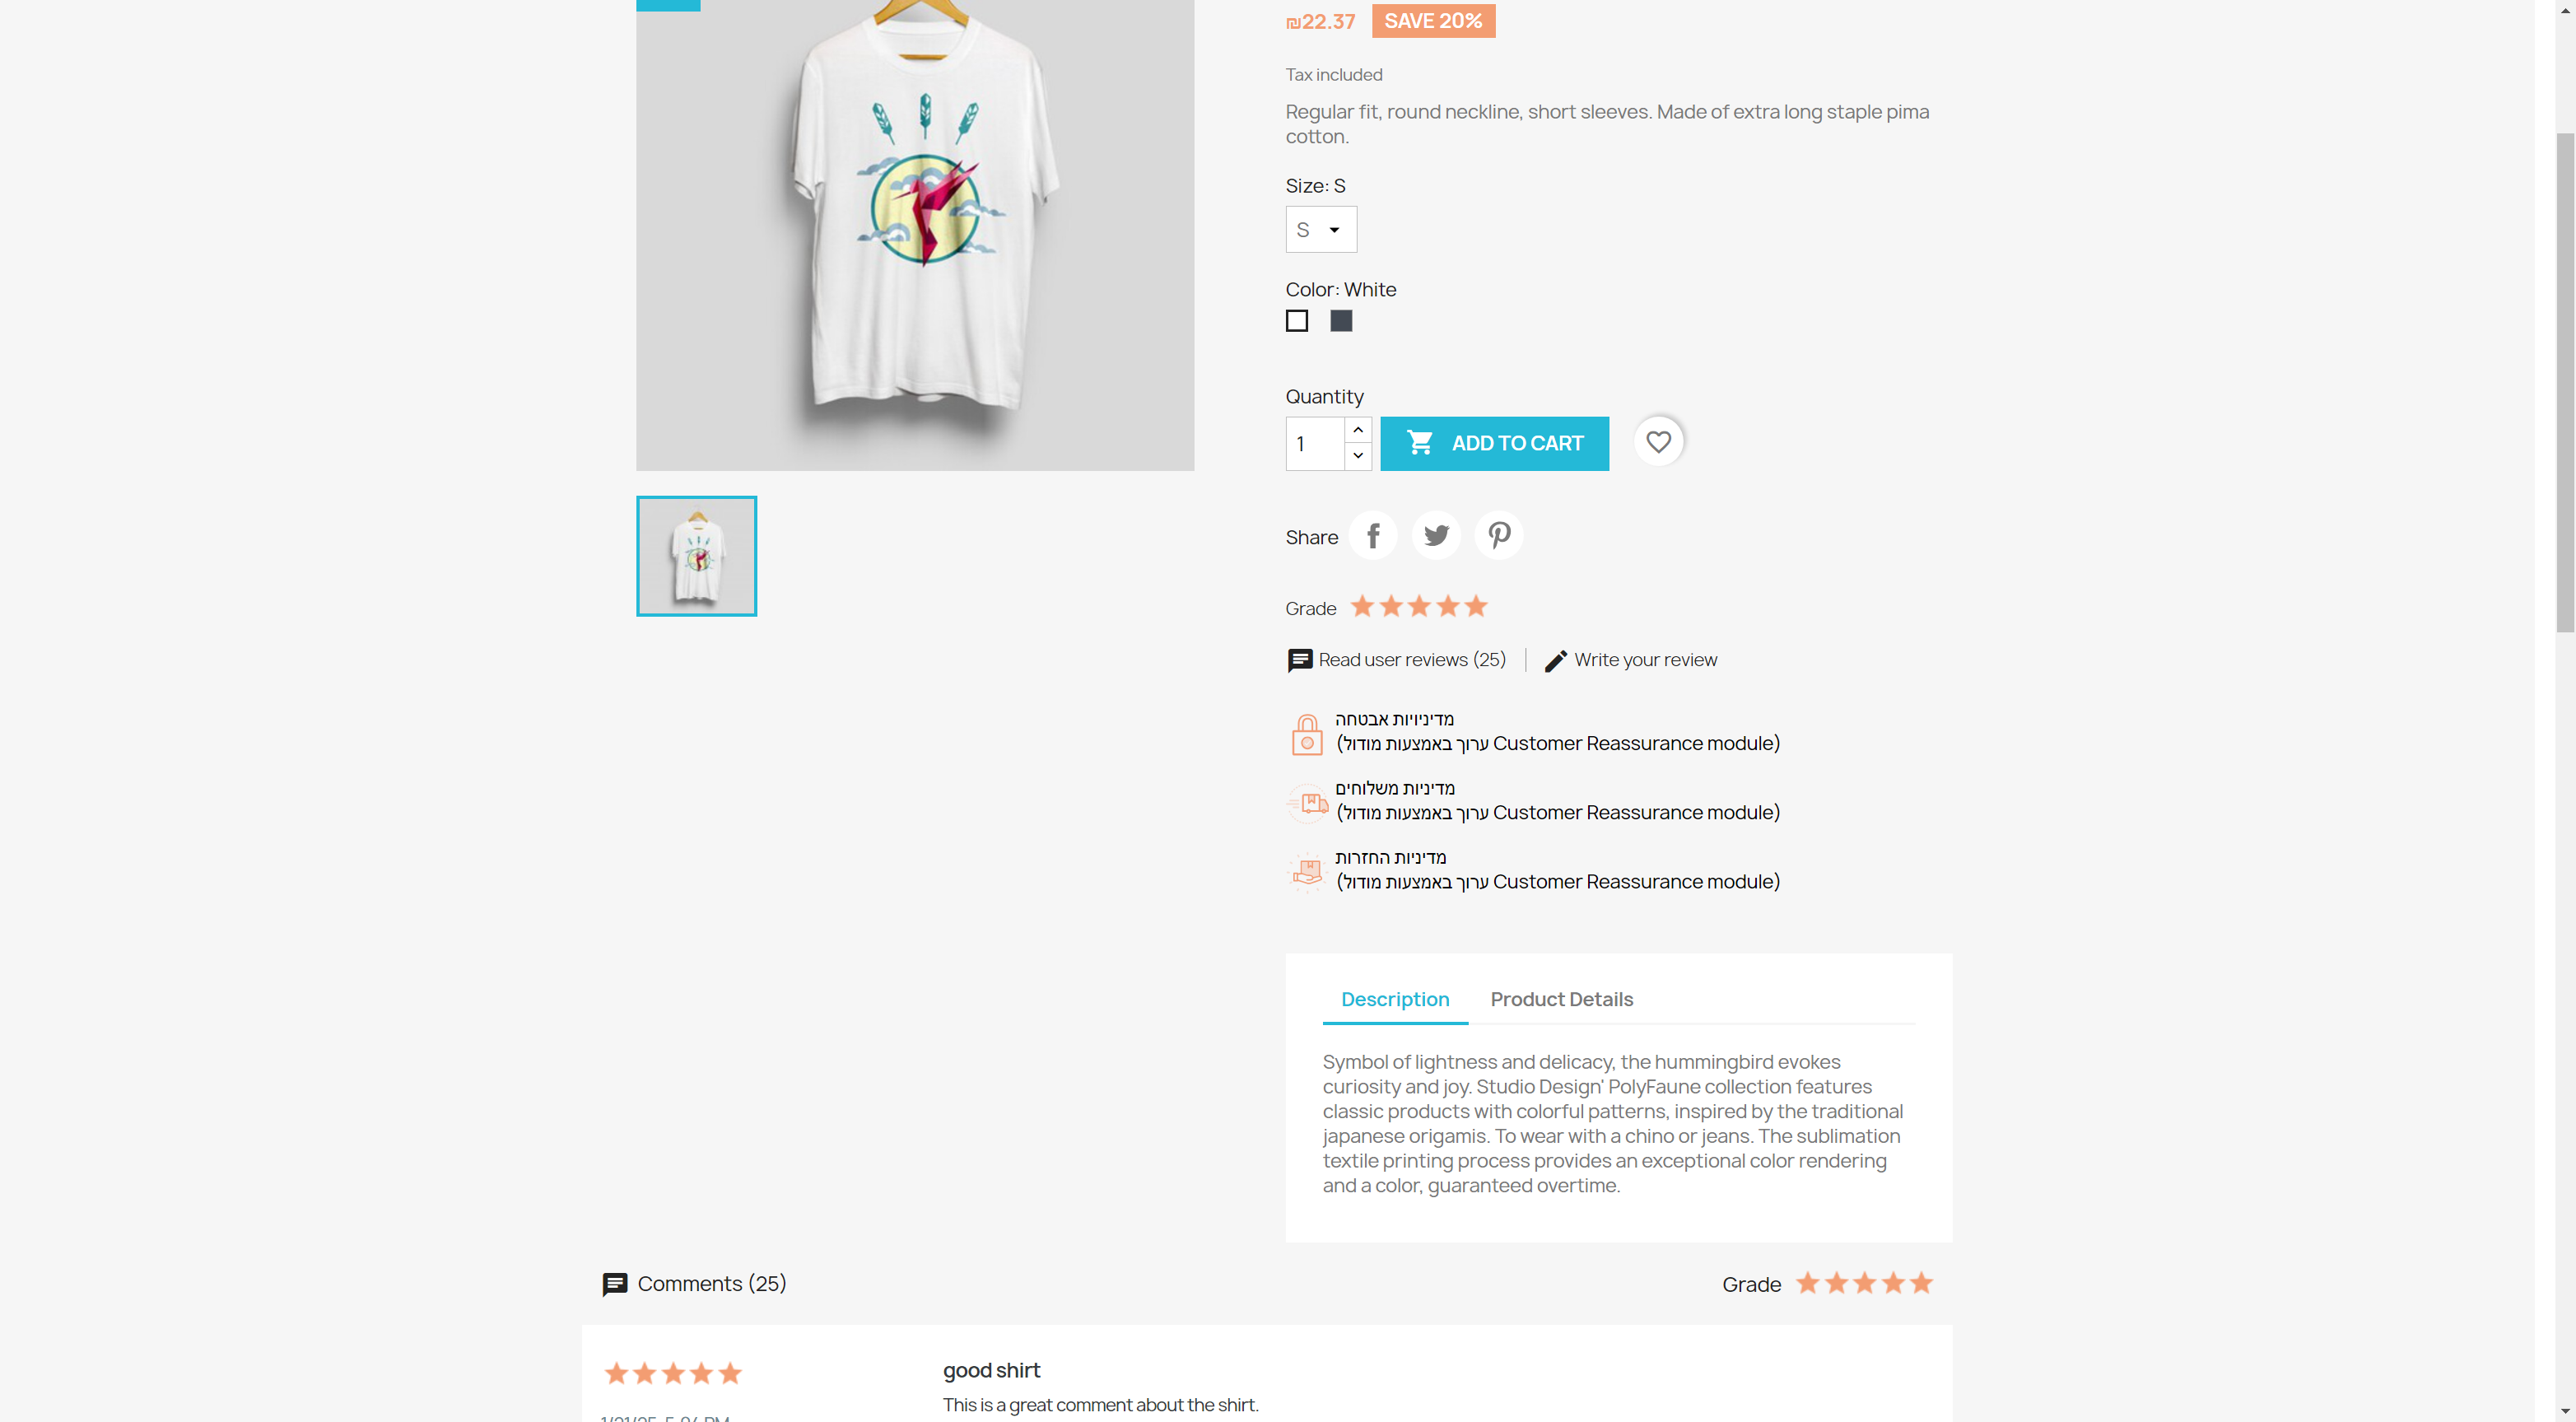 ₪22.37 SAVE 20%
Tax included
Regular fit, round neckline, short sleeves. Made of extra long staple pima
cotton.
Size: S
S
Color: White
Quantity
1 ADD TO CART
Share
Grade
Read user reviews (25) Write your review
מדיניויות אבטחה
(ערוך באמצעות מודול Customer Reassurance module)
מדיניות משלוחים
(ערוך באמצעות מודול Customer Reassurance module)
מדיניות החזרות
(ערוך באמצעות מודול Customer Reassurance module)
Description Product Details
Symbol of lightness and delicacy, the hummingbird evokes
curiosity and joy. Studio Design' PolyFaune collection features
classic products with colorful patterns, inspired by the traditional
japanese origamis. To wear with a chino or jeans. The sublimation
textile printing process provides an exceptional color rendering
and a color, guaranteed overtime.
Comments (25) Grade
good shirt
This is a great comment about the shirt.